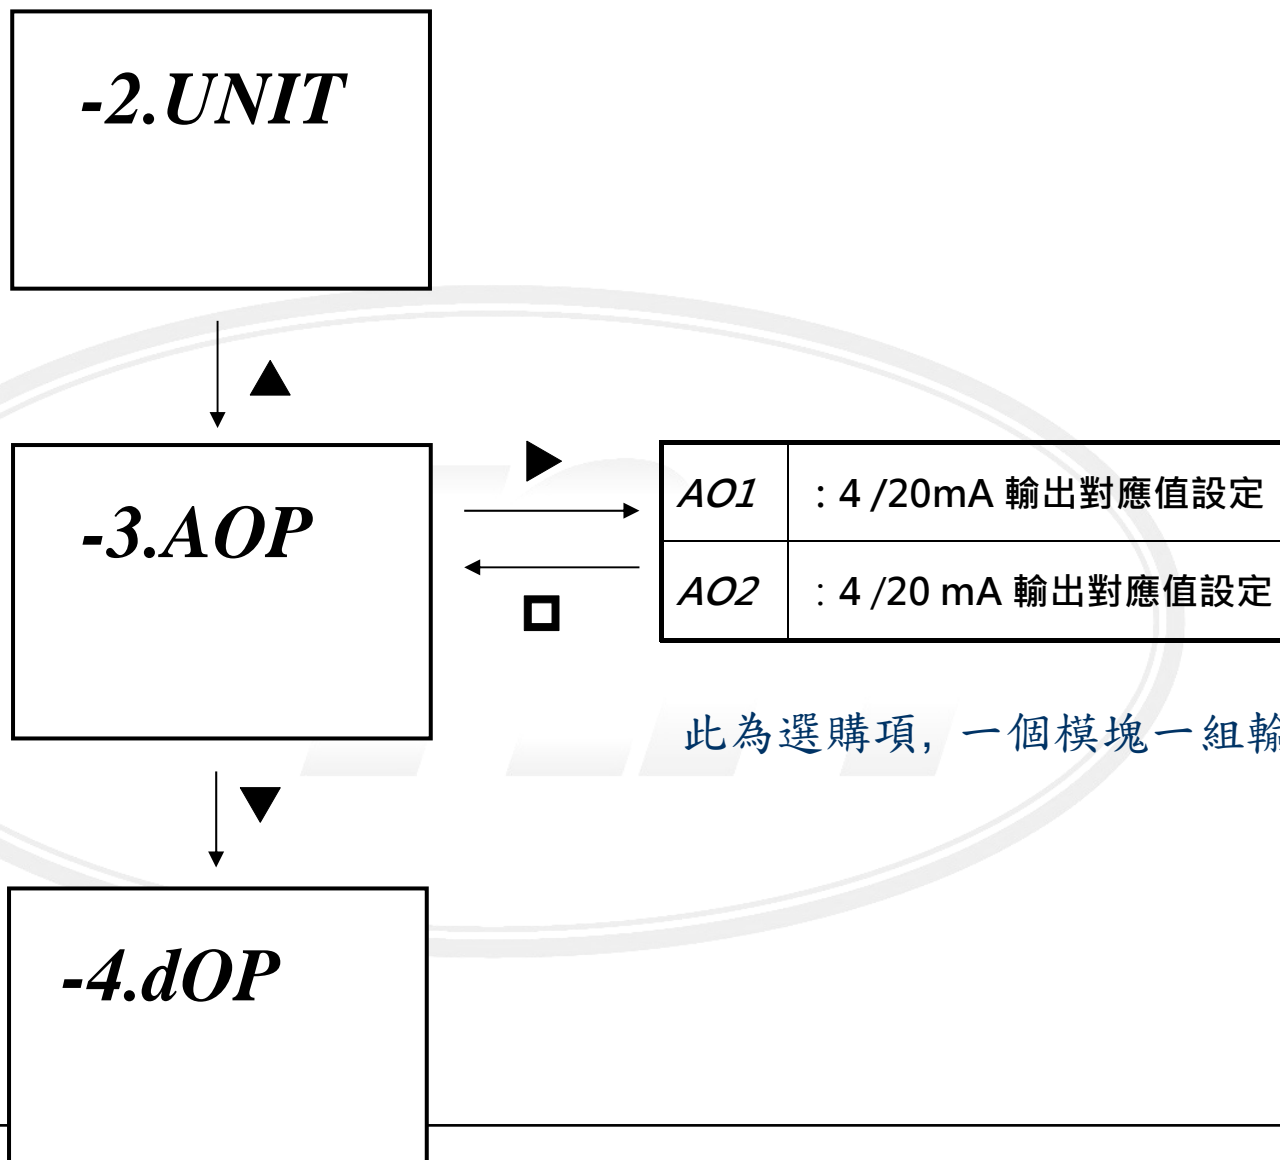 -2.UNIT
▲
-3.AOP
▶
AO1 : 4 /20mA 輸出對應值設定
AO2 : 4 /20 mA 輸出對應值設定
此為選購項, 一個模塊一組輸
▼
-4.dOP